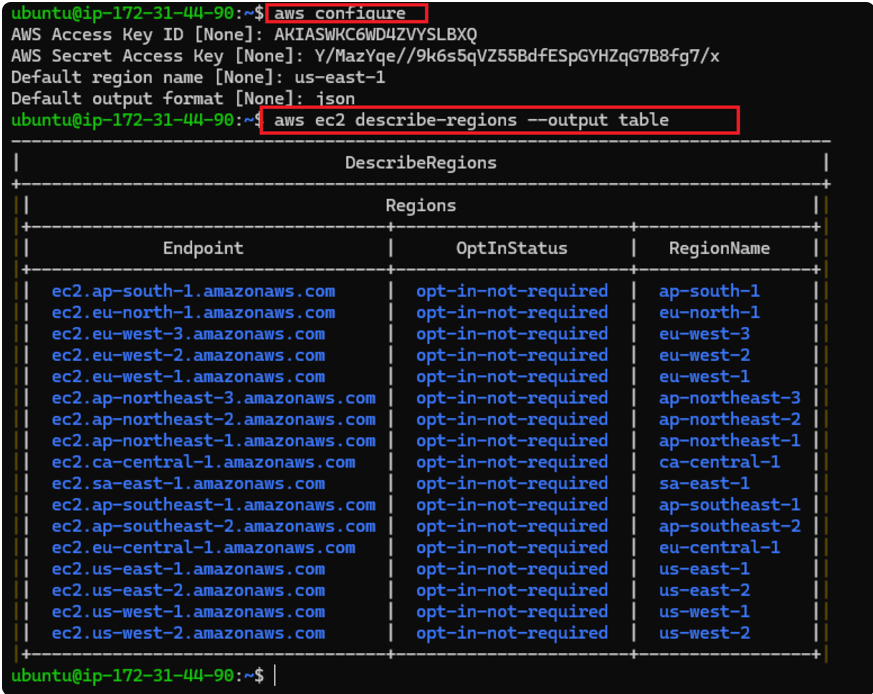 ubuntu@ip-172-31-44-90:~$ aws configure
AWS Access Key ID [None]: AKIASWKC6WD4ZVYSLBXQ
AWS Secret Access Key [None]: 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
Default region name [None]: us-east-1
Default output format [None]: json
ubuntu@ip-172-31-44-90:~$ aws ec2 describe-regions --output table
DescribeRegions
Regions
Endpoint | OptInStatus | RegionName
ec2.ap-south-1.amazonaws.com | opt-in-not-required | ap-south-1
ec2.eu-north-1.amazonaws.com | opt-in-not-required | eu-north-1
ec2.eu-west-3.amazonaws.com | opt-in-not-required | eu-west-3
ec2.eu-west-2.amazonaws.com | opt-in-not-required | eu-west-2
ec2.eu-west-1.amazonaws.com | opt-in-not-required | eu-west-1
ec2.ap-northeast-3.amazonaws.com | opt-in-not-required | ap-northeast-3
ec2.ap-northeast-2.amazonaws.com | opt-in-not-required | ap-northeast-2
ec2.ap-northeast-1.amazonaws.com | opt-in-not-required | ap-northeast-1
ec2.ca-central-1.amazonaws.com | opt-in-not-required | ca-central-1
ec2.sa-east-1.amazonaws.com | opt-in-not-required | sa-east-1
ec2.ap-southeast-1.amazonaws.com | opt-in-not-required | ap-southeast-1
ec2.ap-southeast-2.amazonaws.com | opt-in-not-required | ap-southeast-2
ec2.eu-central-1.amazonaws.com | opt-in-not-required | eu-central-1
ec2.us-east-1.amazonaws.com | opt-in-not-required | us-east-1
ec2.us-east-2.amazonaws.com | opt-in-not-required | us-east-2
ec2.us-west-1.amazonaws.com | opt-in-not-required | us-west-1
ec2.us-west-2.amazonaws.com | opt-in-not-required | us-west-2
ubuntu@ip-172-31-44-90:~$